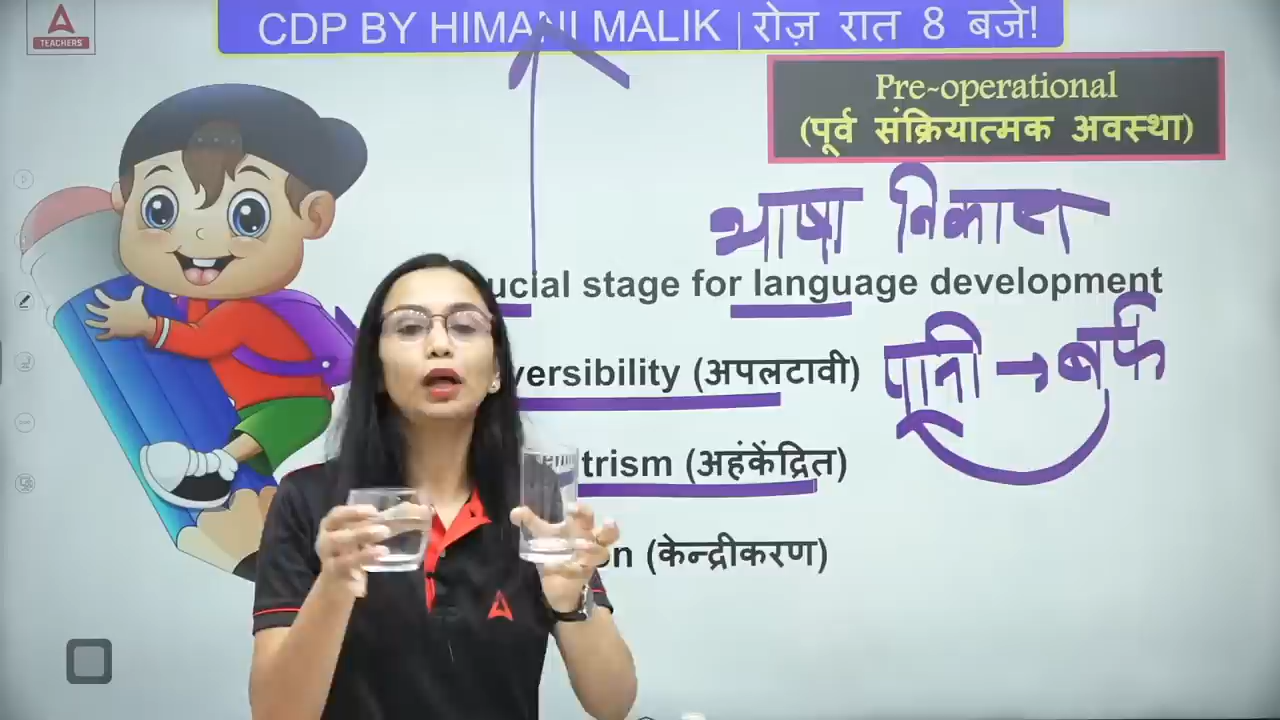 A
TEACHERS
CDP BY HIMANI MALIK | रोज़ रात 8 बजे!
Pre-operational
(पूर्व संक्रियात्मक अवस्था)
भाषा विकास
ucial stage for language development
versibility (अपलटावी) पानी → बर्फ
trism (अहंकेंद्रित)
on (केन्द्रीकरण)